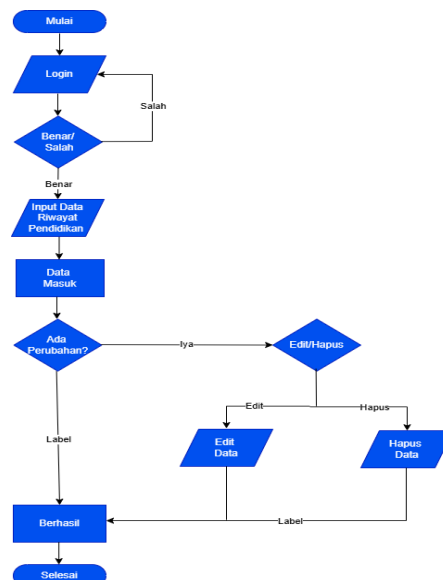 Mulai
Login
Salah
Benar/
Salah
Benar
Input Data
Riwayat
Pendidikan
Data
Masuk
Ada
Perubahan?
Iya
Edit/Hapus
Edit
Hapus
Edit
Data
Hapus
Data
Label
Berhasil
Label
Selesai